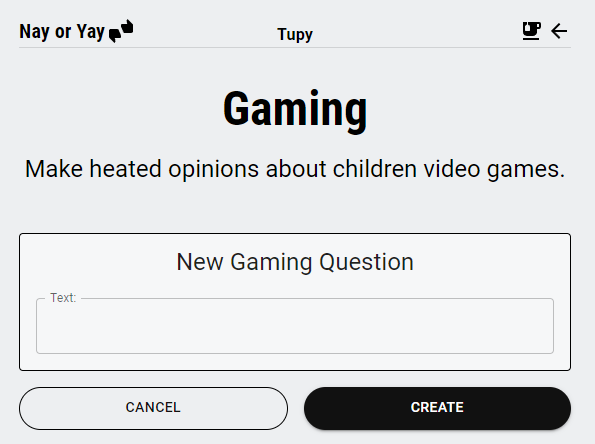 Nay or Yay
Tupy
Gaming
Make heated opinions about children video games.
New Gaming Question
Text:
CANCEL
CREATE